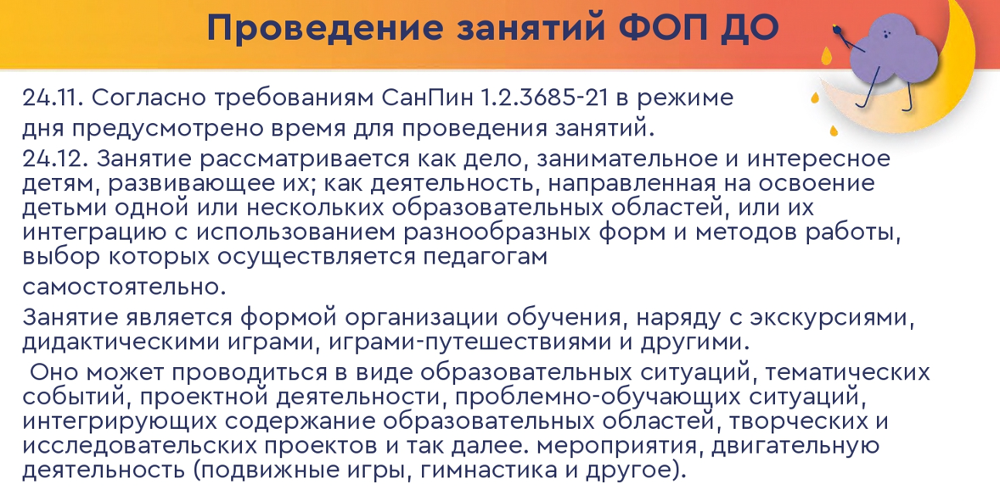 Проведение занятий ФОП ДО
24.11. Согласно требованиям СанПин 1.2.3685-21 в режиме
дня предусмотрено время для проведения занятий.
24.12. Занятие рассматривается как дело, занимательное и интересное
детям, развивающее их; как деятельность, направленная на освоение
детьми одной или нескольких образовательных областей, или их
интеграцию с использованием разнообразных форм и методов работы,
выбор которых осуществляется педагогам
самостоятельно.
Занятие является формой организации обучения, наряду с экскурсиями,
дидактическими играми, играми-путешествиями и другими.
Оно может проводиться в виде образовательных ситуаций, тематических
событий, проектной деятельности, проблемно-обучающих ситуаций,
интегрирующих содержание образовательных областей, творческих и
исследовательских проектов и так далее. мероприятия, двигательную
деятельность (подвижные игры, гимнастика и другое).